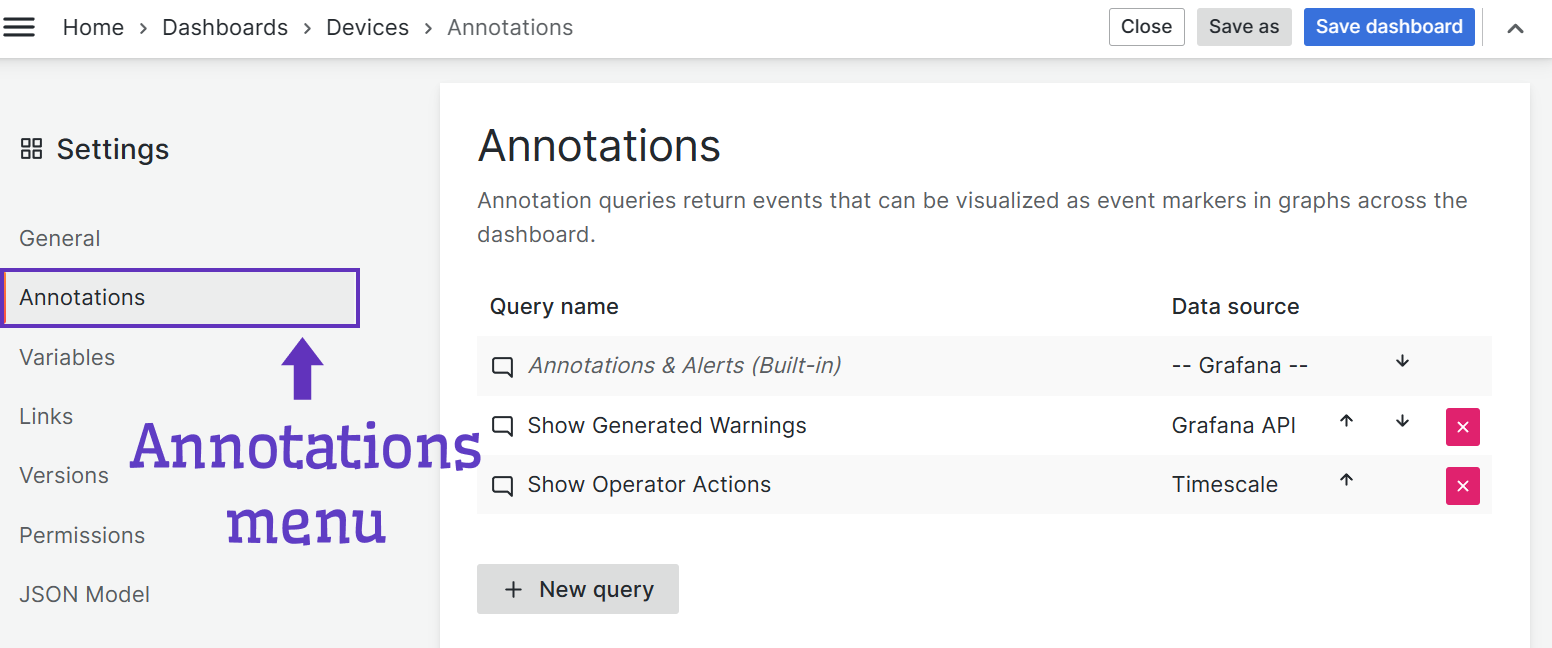 Home > Dashboards > Devices > Annotations
Close
Save as
Save dashboard
Settings
General
Annotations
Variables
Links
Versions
Permissions
JSON Model
Annotations
menu
Annotations
Annotation queries return events that can be visualized as event markers in graphs across the
dashboard.
Query name Data source
Annotations & Alerts (Built-in) -- Grafana --
Show Generated Warnings Grafana API
Show Operator Actions Timescale
+ New query